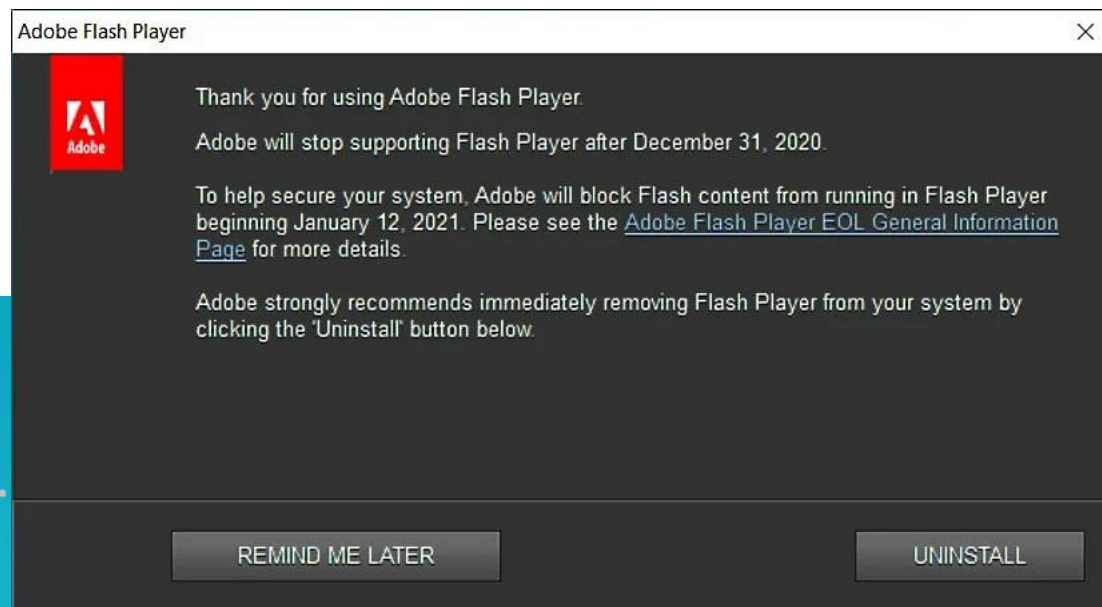 Adobe Flash Player
Adobe
Thank you for using Adobe Flash Player.
Adobe will stop supporting Flash Player after December 31, 2020.
To help secure your system, Adobe will block Flash content from running in Flash Player
beginning January 12, 2021. Please see the Adobe Flash Player EOL General Information
Page for more details.
Adobe strongly recommends immediately removing Flash Player from your system by
clicking the 'Uninstall' button below.
REMIND ME LATER
UNINSTALL